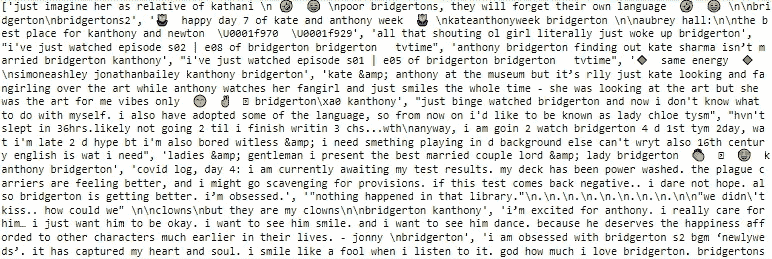 ['just imagine her as relative of kathani \n 🤣 😆 \npoor bridgertons, they will forget their own language 🤣 😆 \n\nbri
dgerton\nbridgertons2', '🌷 happy day 7 of kate and anthony week 🌷 \nkateanthonyweek bridgerton \n\naubrey hall:\n\nthe b
est place for kanthony and newton  \U0001f970  \U0001f929', 'all that shouting ol girl literally just woke up bridgerton',
"i've just watched episode s02 | e08 of bridgerton bridgerton  tvtime", 'anthony bridgerton finding out kate sharma isn’t m
arried bridgerton kanthony', "i've just watched episode s01 | e05 of bridgerton bridgerton  tvtime", '◆ same energy ◆
\nsimoneashley jonathanbailey kanthony bridgerton', 'kate &amp; anthony at the museum but it’s rlly just kate looking and fa
ngirling over the art while anthony watches her fangirl and just smiles the whole time - she was looking at the art but she
was the art for me vibes only bridgerton\xa0 kanthony', "just binge watched bridgerton and now i don't know what
to do with myself. i also have adopted some of the language, so from now on i'd like to be known as lady chloe tysm", "hvn't
slept in 36hrs.likely not going 2 til i finish writin 3 chs...wth\nanyway, i am goin 2 watch bridgerton 4 d 1st tym 2day, wa
t i'm late 2 d hype bt i'm also bored witless &amp; i need smething playing in d background else can't wryt also 16th centur
y english is wat i need", 'ladies &amp; gentleman i present the best married couple lord &amp; lady bridgerton k
anthony bridgerton', 'covid log, day 4: i am currently awaiting my test results. my deck has been power washed. the plague c
arriers are feeling better, and i might go scavenging for provisions. if this test comes back negative.. i dare not hope. al
so bridgerton is getting better. i’m obsessed.', '"nothing happened in that library."\n.\n.\n.\n.\n.\n.\n.\n\n"we didn\'t
kiss.. how could we" \n\nclowns\nbut they are my clowns\n\nbridgerton kanthony', 'i’m excited for anthony. i really care for
him… i just want him to be okay. i want to see him smile. and i want to see him dance. because he deserves the happiness aff
orded to other characters much earlier in their lives. - jonny \nbridgerton', 'i am obsessed with bridgerton s2 bgm ‘newlywe
ds’. it has captured my heart and soul. i smile like a fool when i listen to it. god how much i love bridgerton. bridgertons